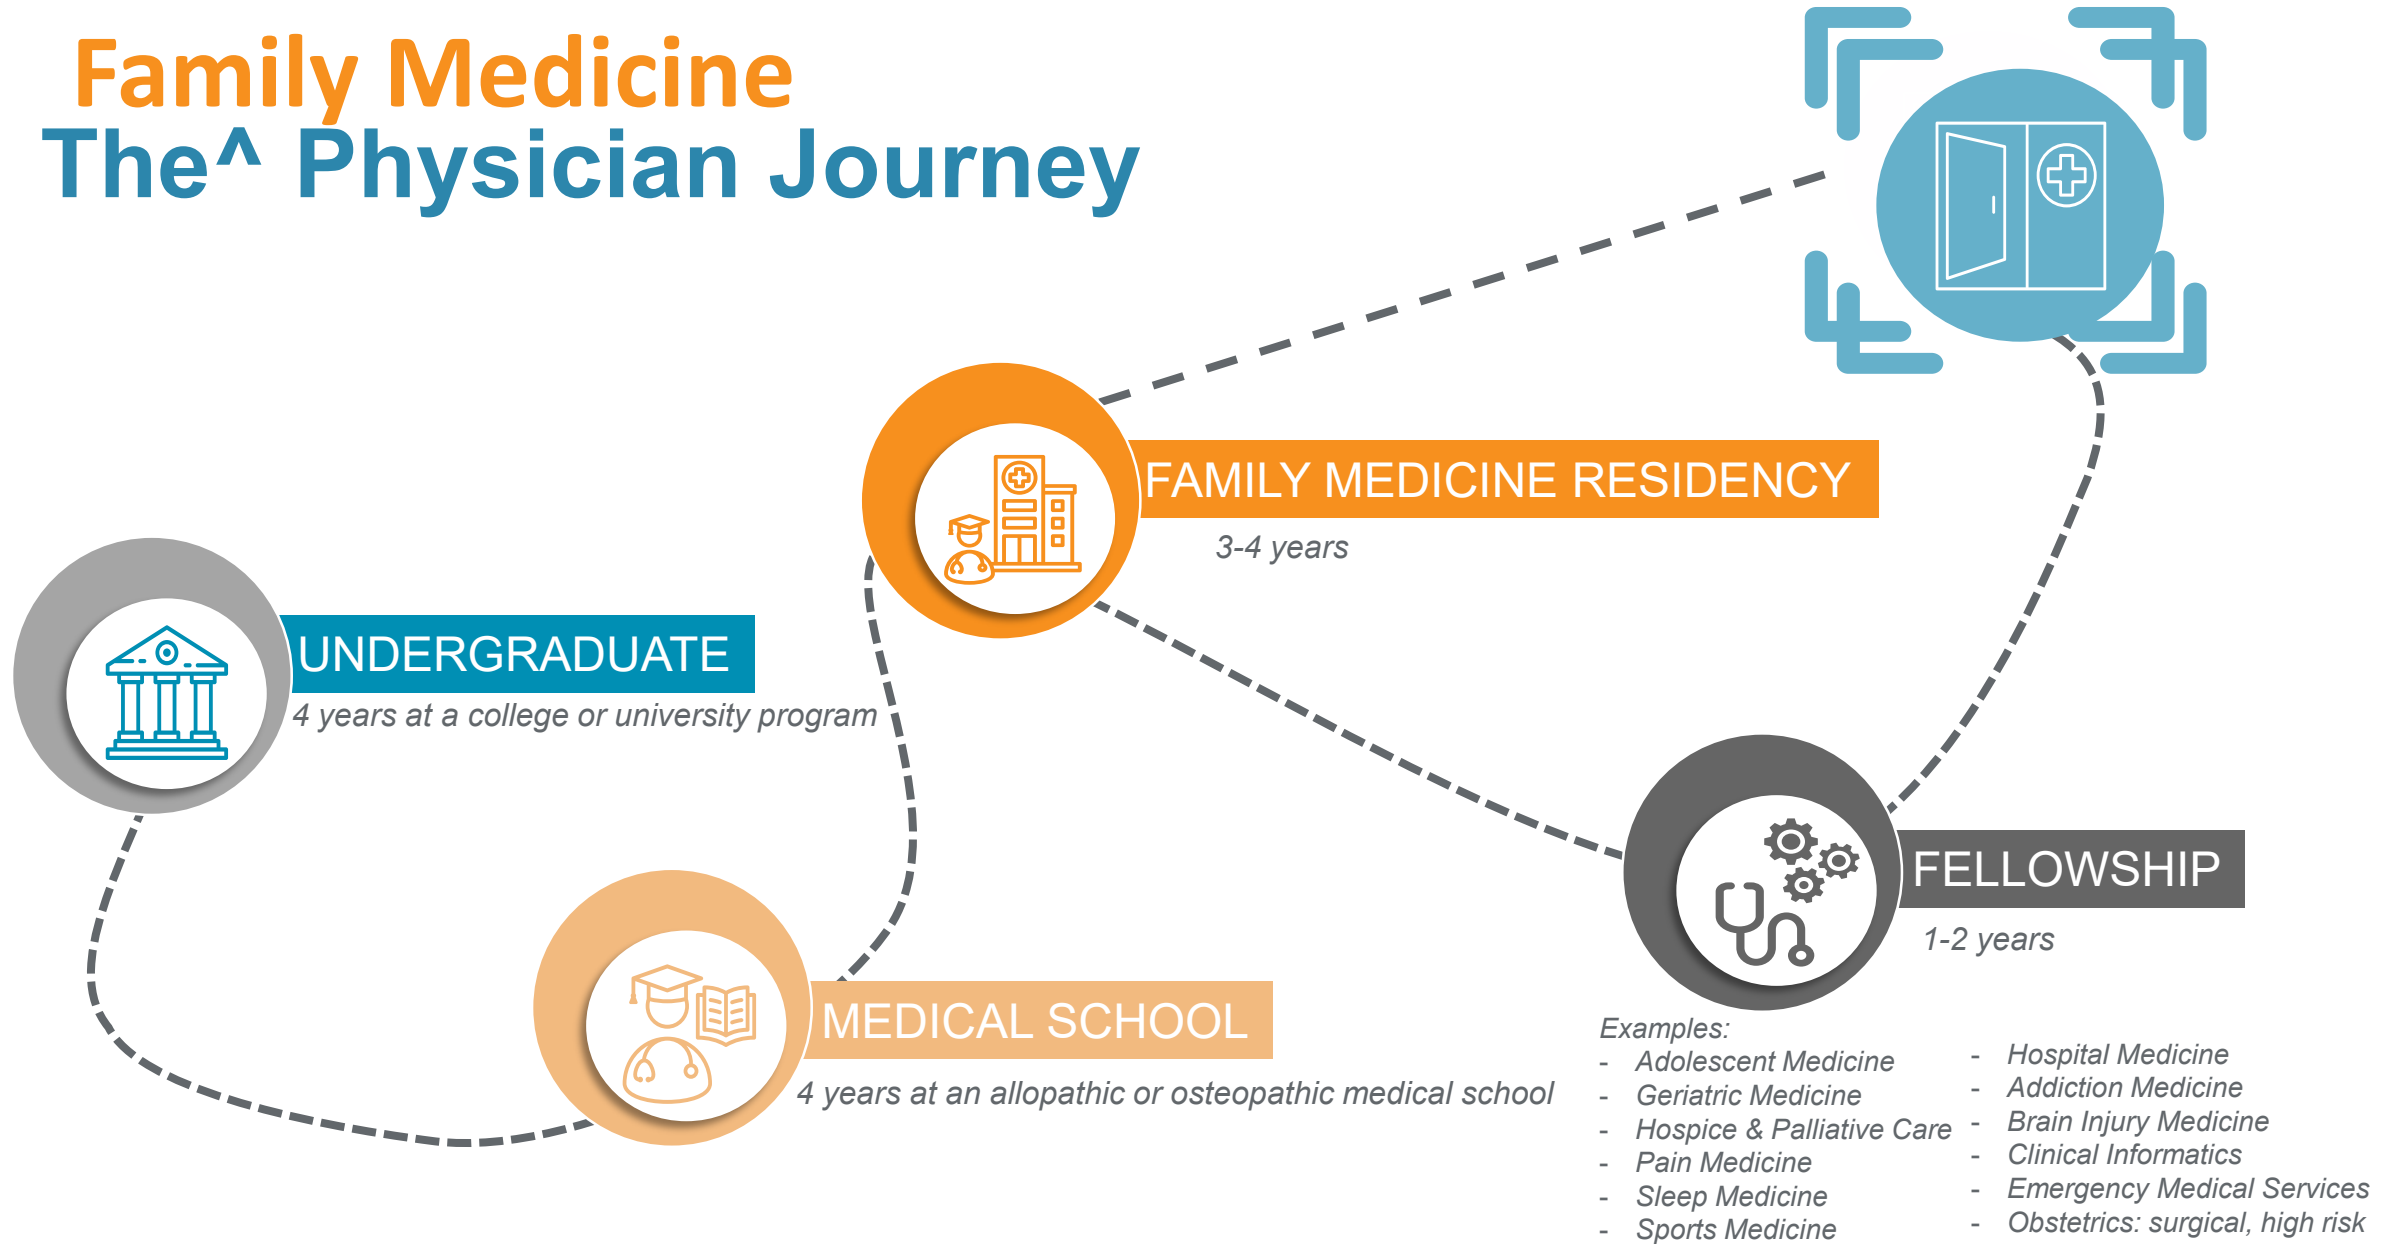 Family Medicine
The^ Physician Journey
FAMILY MEDICINE RESIDENCY
3-4 years
UNDERGRADUATE
4 years at a college or university program
MEDICAL SCHOOL
4 years at an allopathic or osteopathic medical school
FELLOWSHIP
1-2 years
Examples:
- Adolescent Medicine
- Geriatric Medicine
- Hospice & Palliative Care
- Pain Medicine
- Sleep Medicine
- Sports Medicine
- Hospital Medicine
- Addiction Medicine
- Brain Injury Medicine
- Clinical Informatics
- Emergency Medical Services
- Obstetrics: surgical, high risk